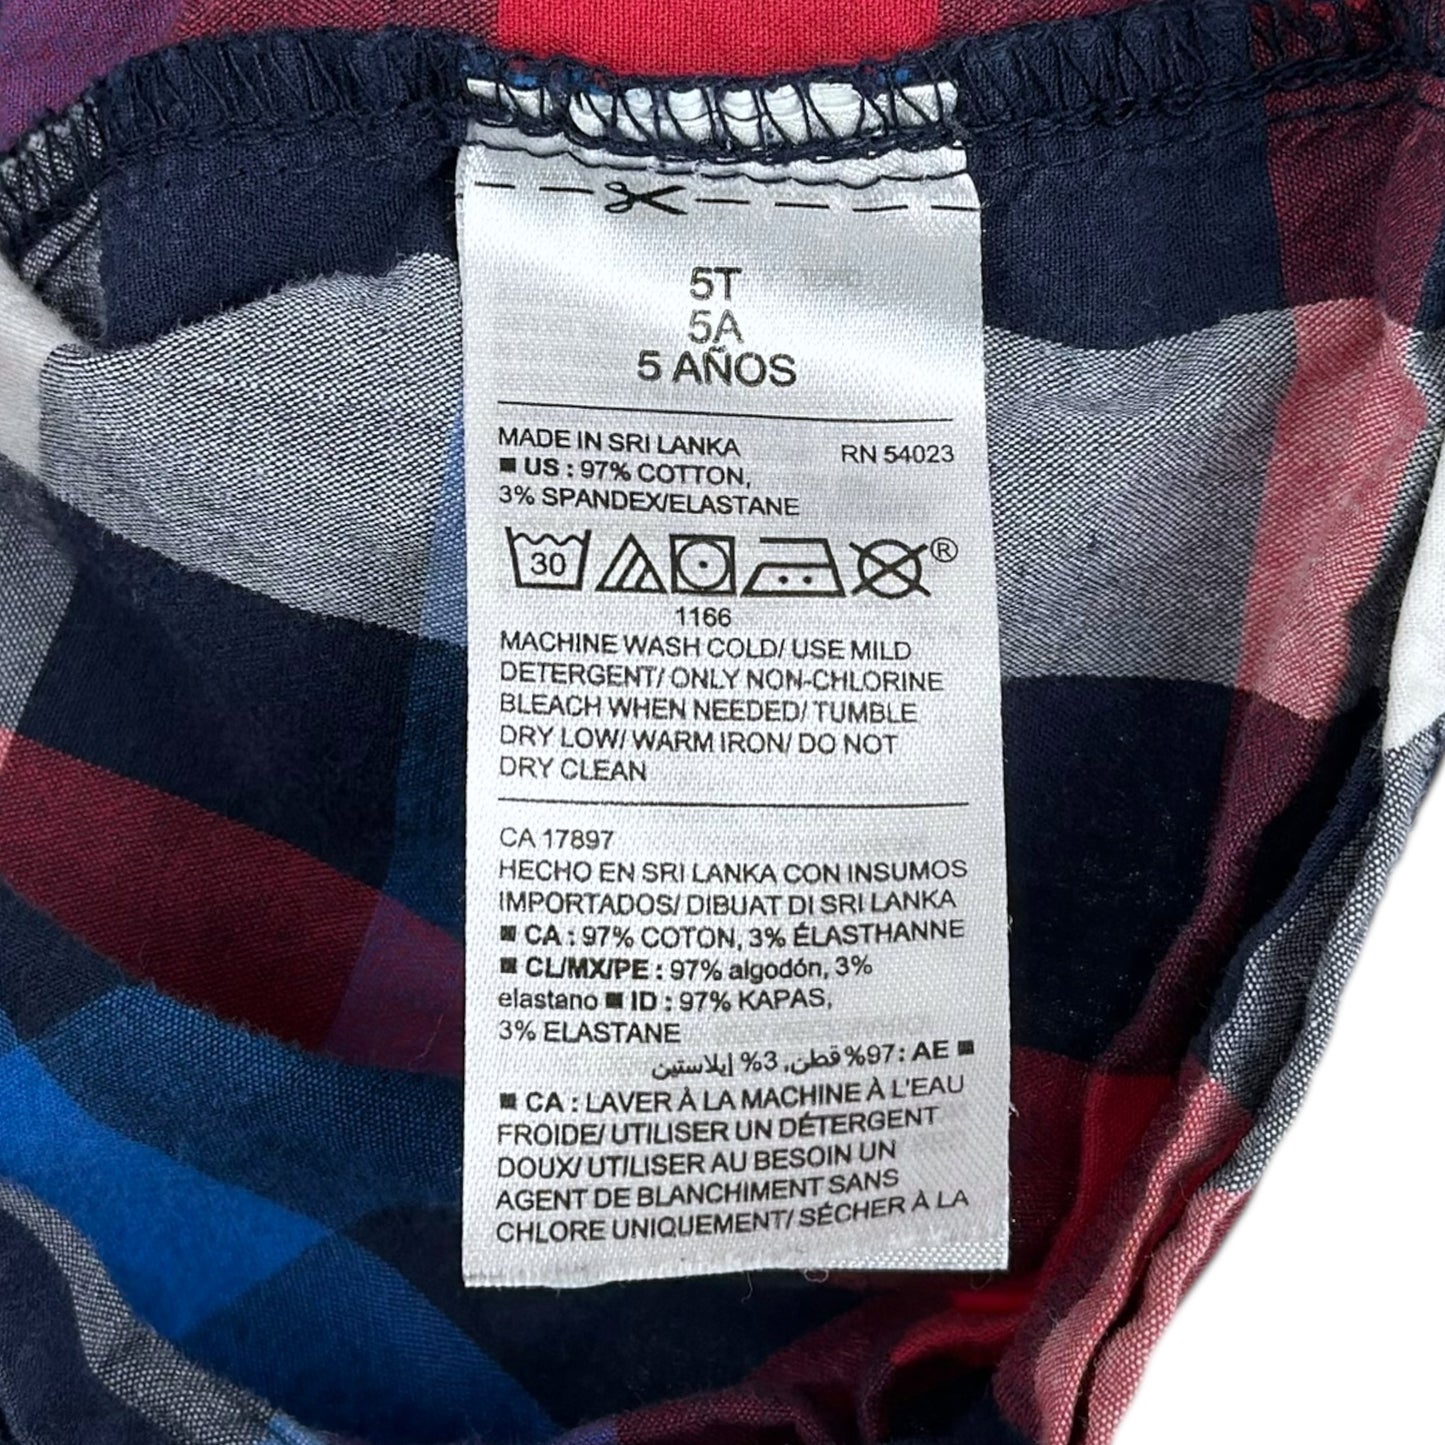 5T
5A
5 AÑOS
MADE IN SRI LANKA RN 54023
■ US : 97% COTTON,
3% SPANDEX/ELASTANE
30 ®
1166
MACHINE WASH COLD/ USE MILD
DETERGENT/ ONLY NON-CHLORINE
BLEACH WHEN NEEDED/ TUMBLE
DRY LOW/ WARM IRON/ DO NOT
DRY CLEAN
CA 17897
HECHO EN SRI LANKA CON INSUMOS
IMPORTADOS/ DIBUAT DI SRI LANKA
■ CA : 97% COTON, 3% ÉLASTHANNE
■ CL/MX/PE : 97% algodón, 3%
elastano ■ ID : 97% KAPAS,
3% ELASTANE
■ AE : 97% قطن, 3% إيلاستين
■ CA : LAVER À LA MACHINE À L'EAU
FROIDE/ UTILISER UN DÉTERGENT
DOUX/ UTILISER AU BESOIN UN
AGENT DE BLANCHIMENT SANS
CHLORE UNIQUEMENT/ SÉCHER À LA